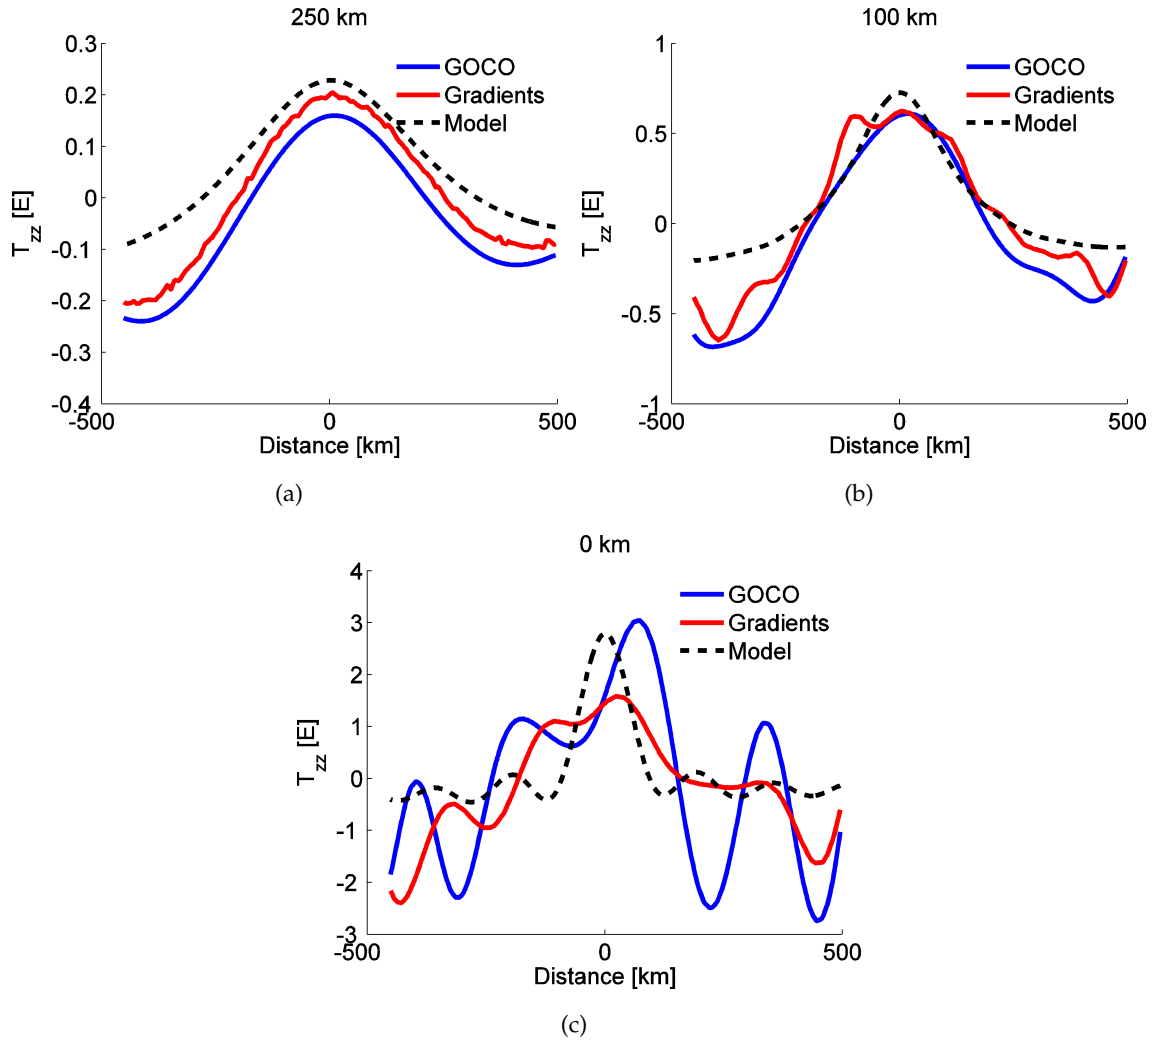 250 km
0.3
0.2
0.1
0
-0.1
-0.2
-0.3
-0.4
-500
0
500
T_zz [E]
Distance [km]
GOCO
Gradients
Model
(a)
100 km
1
0.5
0
-0.5
-1
-500
0
500
T_zz [E]
Distance [km]
GOCO
Gradients
Model
(b)
0 km
4
3
2
1
0
-1
-2
-3
-500
0
500
T_zz [E]
Distance [km]
GOCO
Gradients
Model
(c)